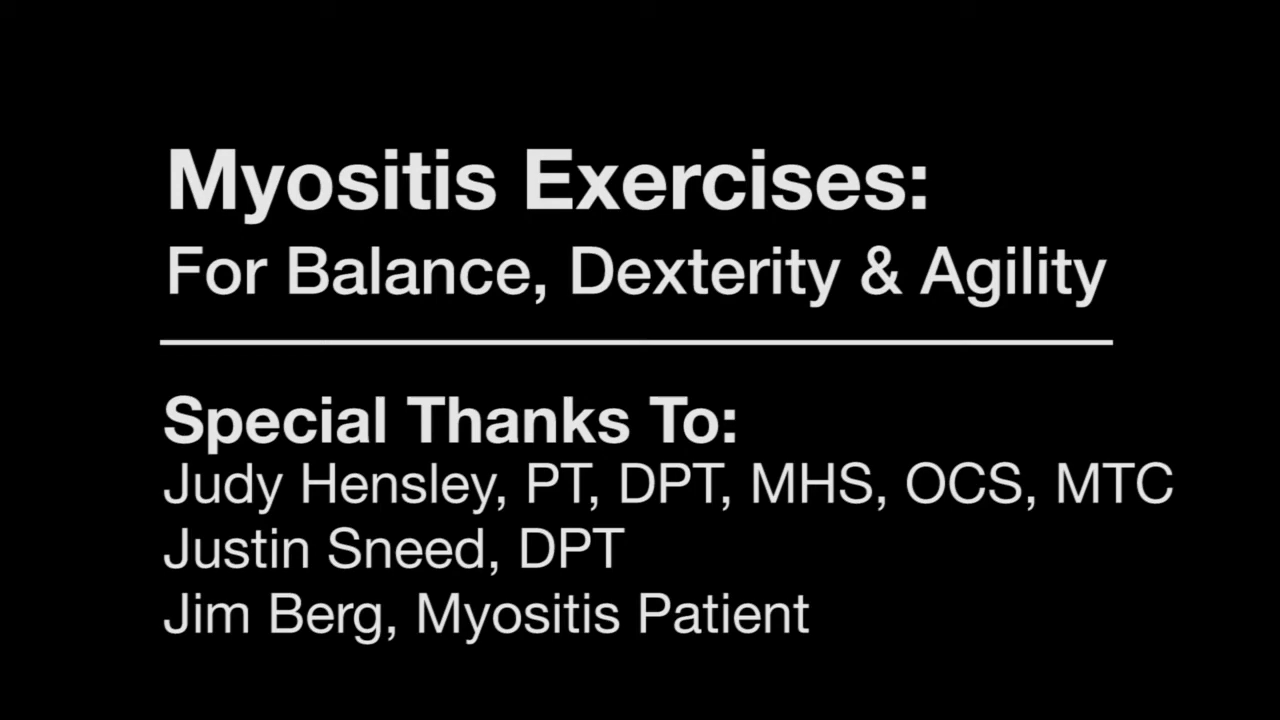 Myositis Exercises:
For Balance, Dexterity & Agility
Special Thanks To:
Judy Hensley, PT, DPT, MHS, OCS, MTC
Justin Sneed, DPT
Jim Berg, Myositis Patient